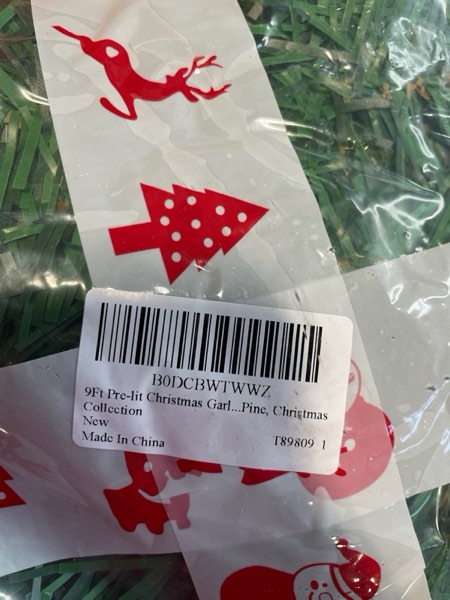 B0DCBWTWWZ
9Ft Pre-lit Christmas Garl...Pine, Christmas
Collection
New
Made In China T89809 1